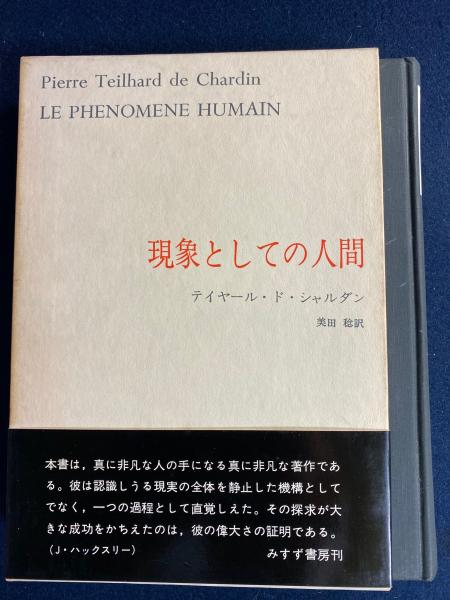 Pierre Teilhard de Chardin
LE PHENOMENE HUMAIN
現象としての人間
テイヤール・ド・シャルダン
美田 稔訳
本書は，真に非凡な人の手になる真に非凡な著作であ
る。彼は認識しうる現実の全体を静止した機構として
でなく，一つの過程として直覚しえた。その探求が大
きな成功をかちえたのは，彼の偉大さの証明である。
（J・ハックスリー） みすず書房刊